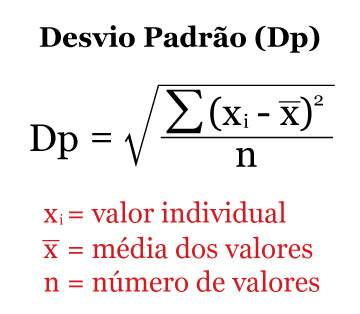 Desvio Padrão (Dp)
Dp = √(∑(xᵢ - x̅)² / n)
xᵢ = valor individual
x̅ = média dos valores
n = número de valores